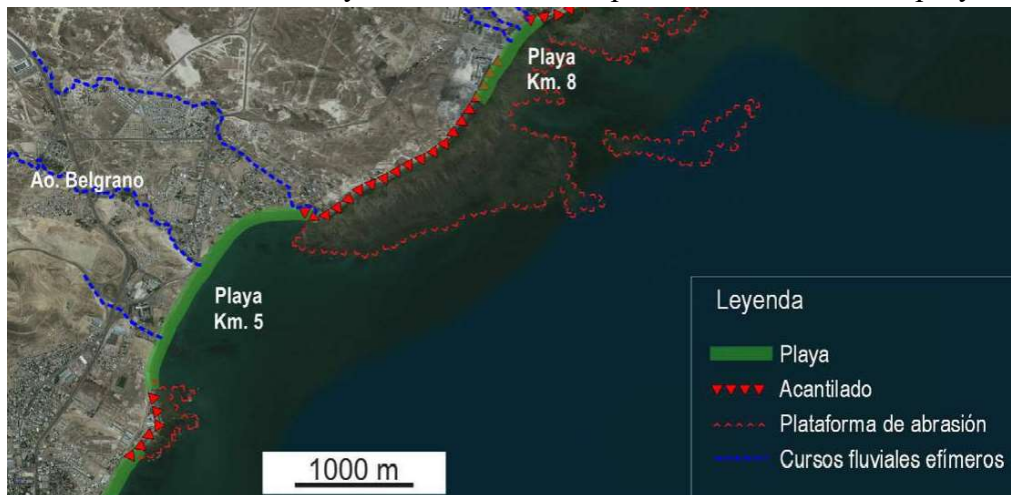 Playa
Km. 8
Ao. Belgrano
Playa
Km. 5
Leyenda
Playa
Acantilado
Plataforma de abrasión
Cursos fluviales efímeros
1000 m